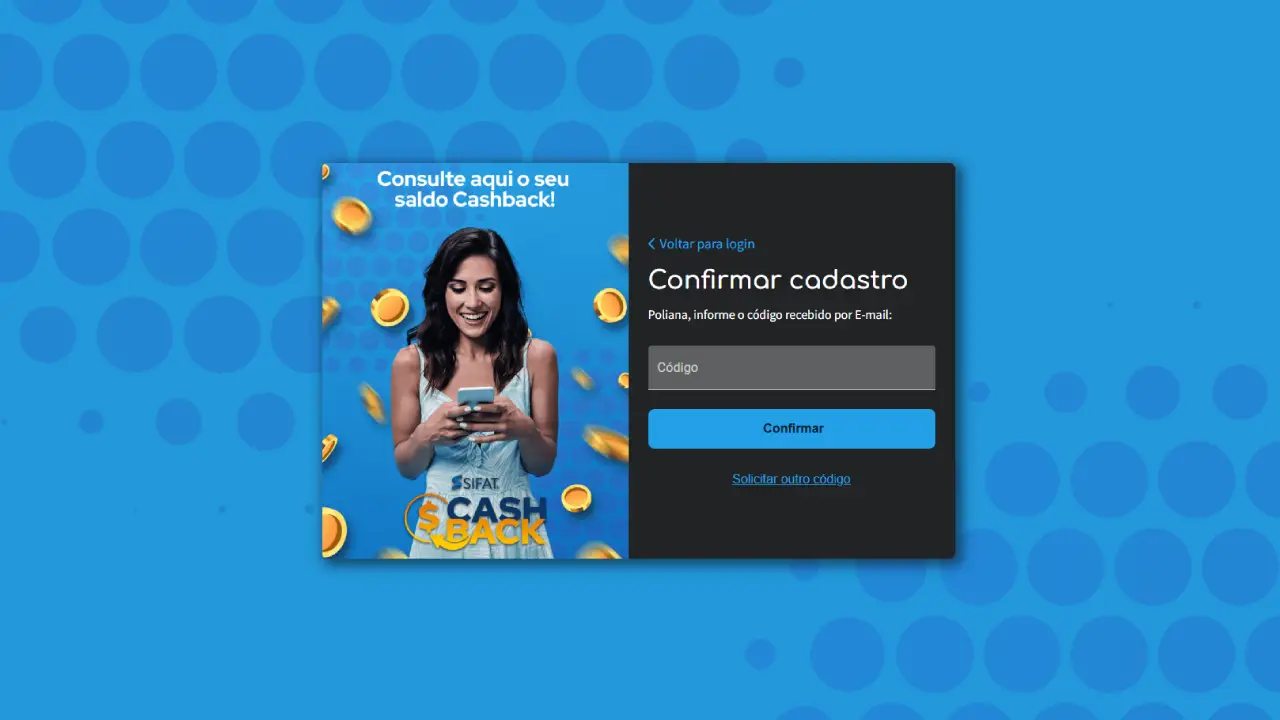 Consulte aqui o seu
saldo Cashback!
SIFAT
CASH
BACK
Voltar para login
Confirmar cadastro
Poliana, informe o código recebido por E-mail:
Código
Confirmar
Solicitar outro código